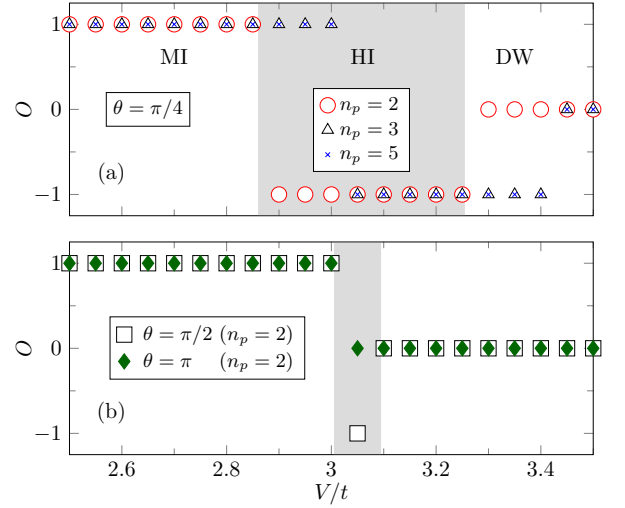 1
0
−1
O
MI
HI
DW
θ = π/4
n_p = 2
n_p = 3
n_p = 5
(a)
1
0
−1
O
θ = π/2 (n_p = 2)
θ = π (n_p = 2)
(b)
2.6 2.8 3 3.2 3.4
V/t